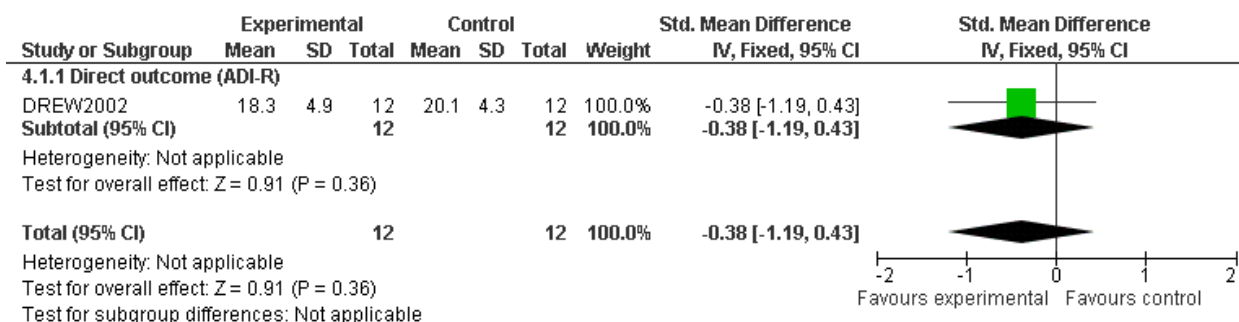 Experimental Control Std. Mean Difference Std. Mean Difference
Study or Subgroup Mean SD Total Mean SD Total Weight IV, Fixed, 95% CI IV, Fixed, 95% CI
4.1.1 Direct outcome (ADI-R)
DREW2002 18.3 4.9 12 20.1 4.3 12 100.0% -0.38 [-1.19, 0.43]
Subtotal (95% CI) 12 12 100.0% -0.38 [-1.19, 0.43]
Heterogeneity: Not applicable
Test for overall effect: Z = 0.91 (P = 0.36)
Total (95% CI) 12 12 100.0% -0.38 [-1.19, 0.43]
Heterogeneity: Not applicable
Test for overall effect: Z = 0.91 (P = 0.36)
Test for subgroup differences: Not applicable
-2 -1 0 1 2
Favours experimental Favours control